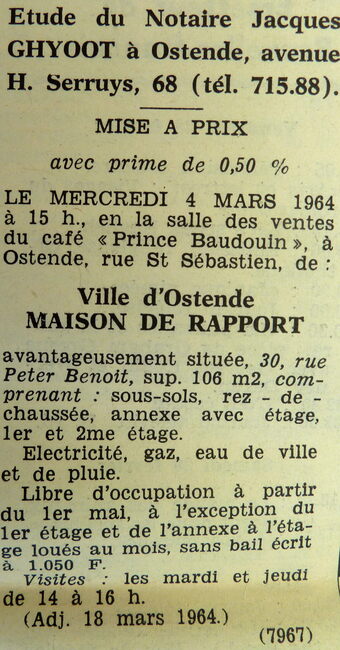 Etude du Notaire Jacques
GHYOOT à Ostende, avenue
H. Serruys, 68 (tél. 715.88).
MISE A PRIX
avec prime de 0,50 %
LE MERCREDI 4 MARS 1964
à 15 h., en la salle des ventes
du café « Prince Baudouin », à
Ostende, rue St Sébastien, de :
Ville d'Ostende
MAISON DE RAPPORT
avantageusement située, 30, rue
Peter Benoit, sup. 106 m2, com-
prenant : sous-sols, rez - de -
chaussée, annexe avec étage,
1er et 2me étage.
Electricité, gaz, eau de ville
et de pluie.
Libre d'occupation à partir
du 1er mai, à l'exception du
1er étage et de l'annexe à l'éta-
ge loués au mois, sans bail écrit
à 1.050 F.
Visites : les mardi et jeudi
de 14 à 16 h.
(Adj. 18 mars 1964.)
(7967)